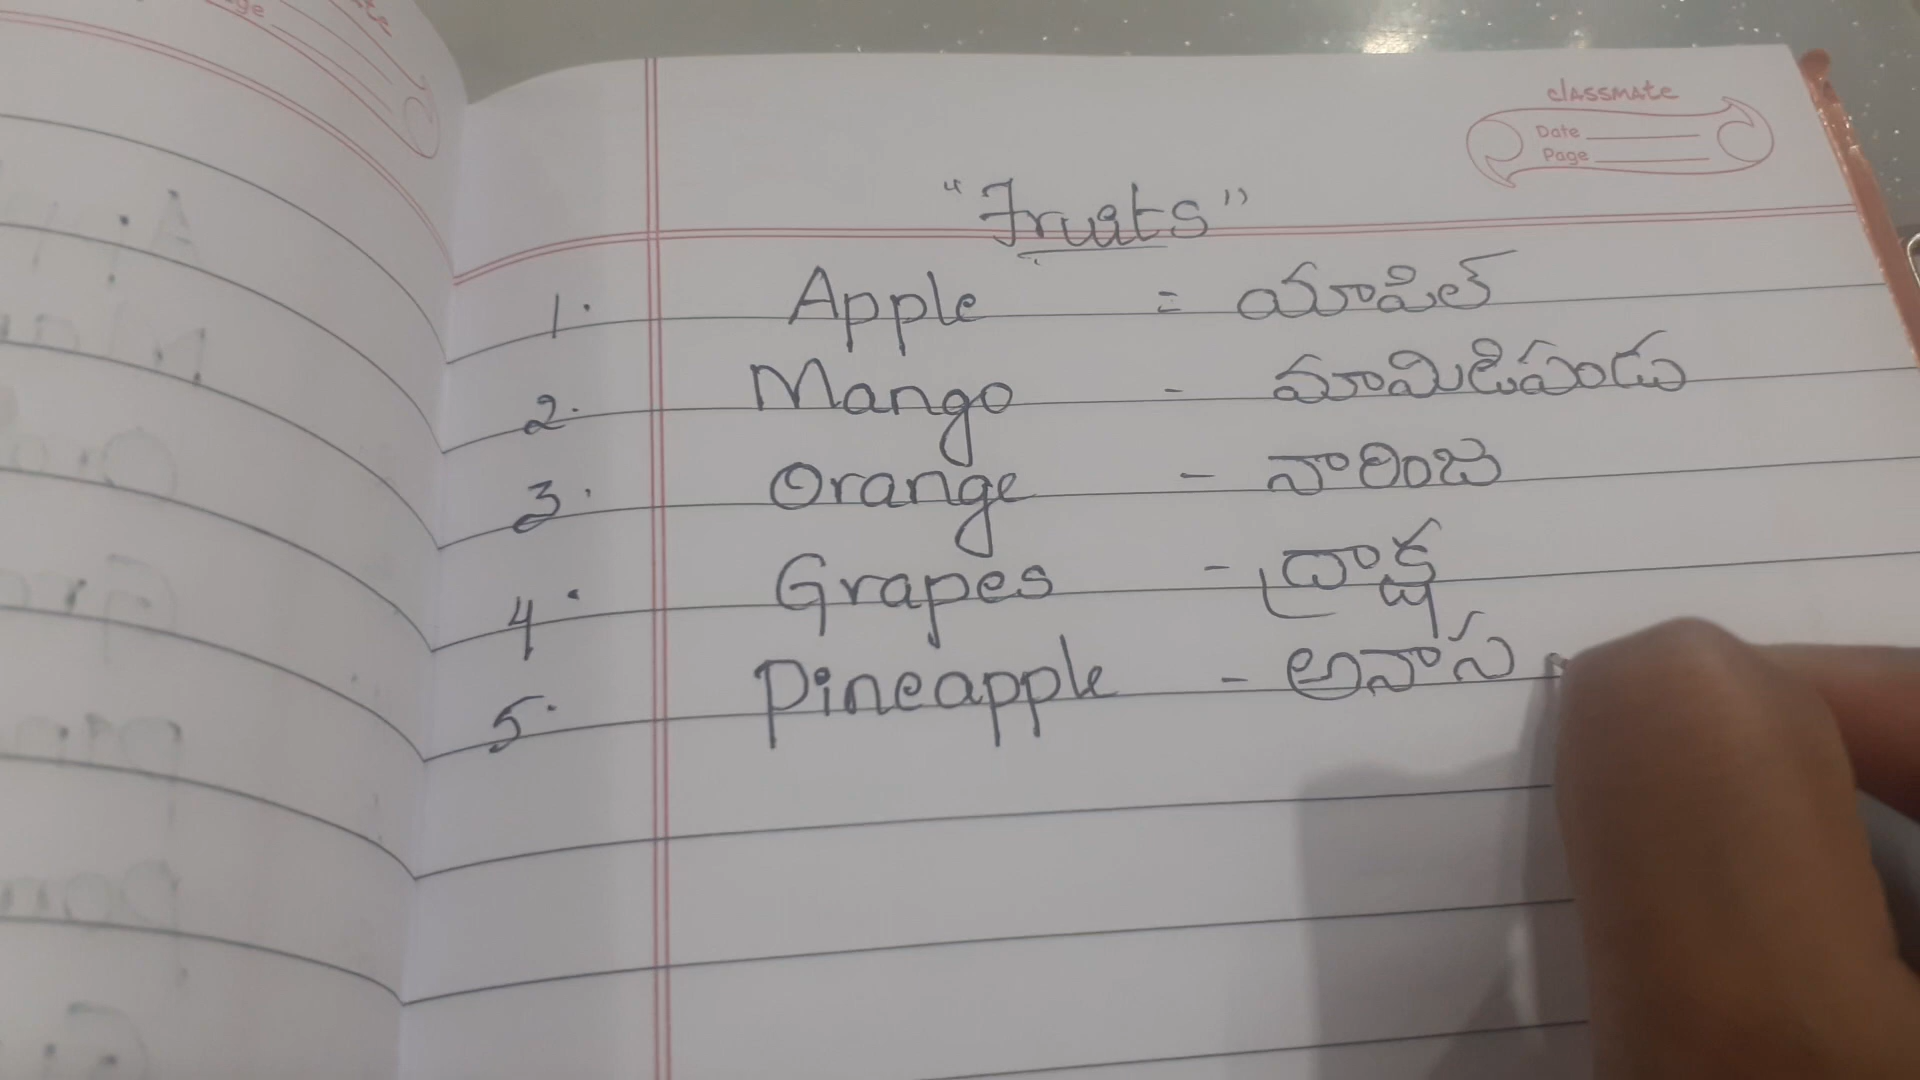 classmate
Date
Page
"Fruits"
1. Apple = యాపిల్
2. Mango - మామిడిపండు
3. Orange - నారింజ
4. Grapes - ద్రాక్ష
5. Pineapple - అనాస